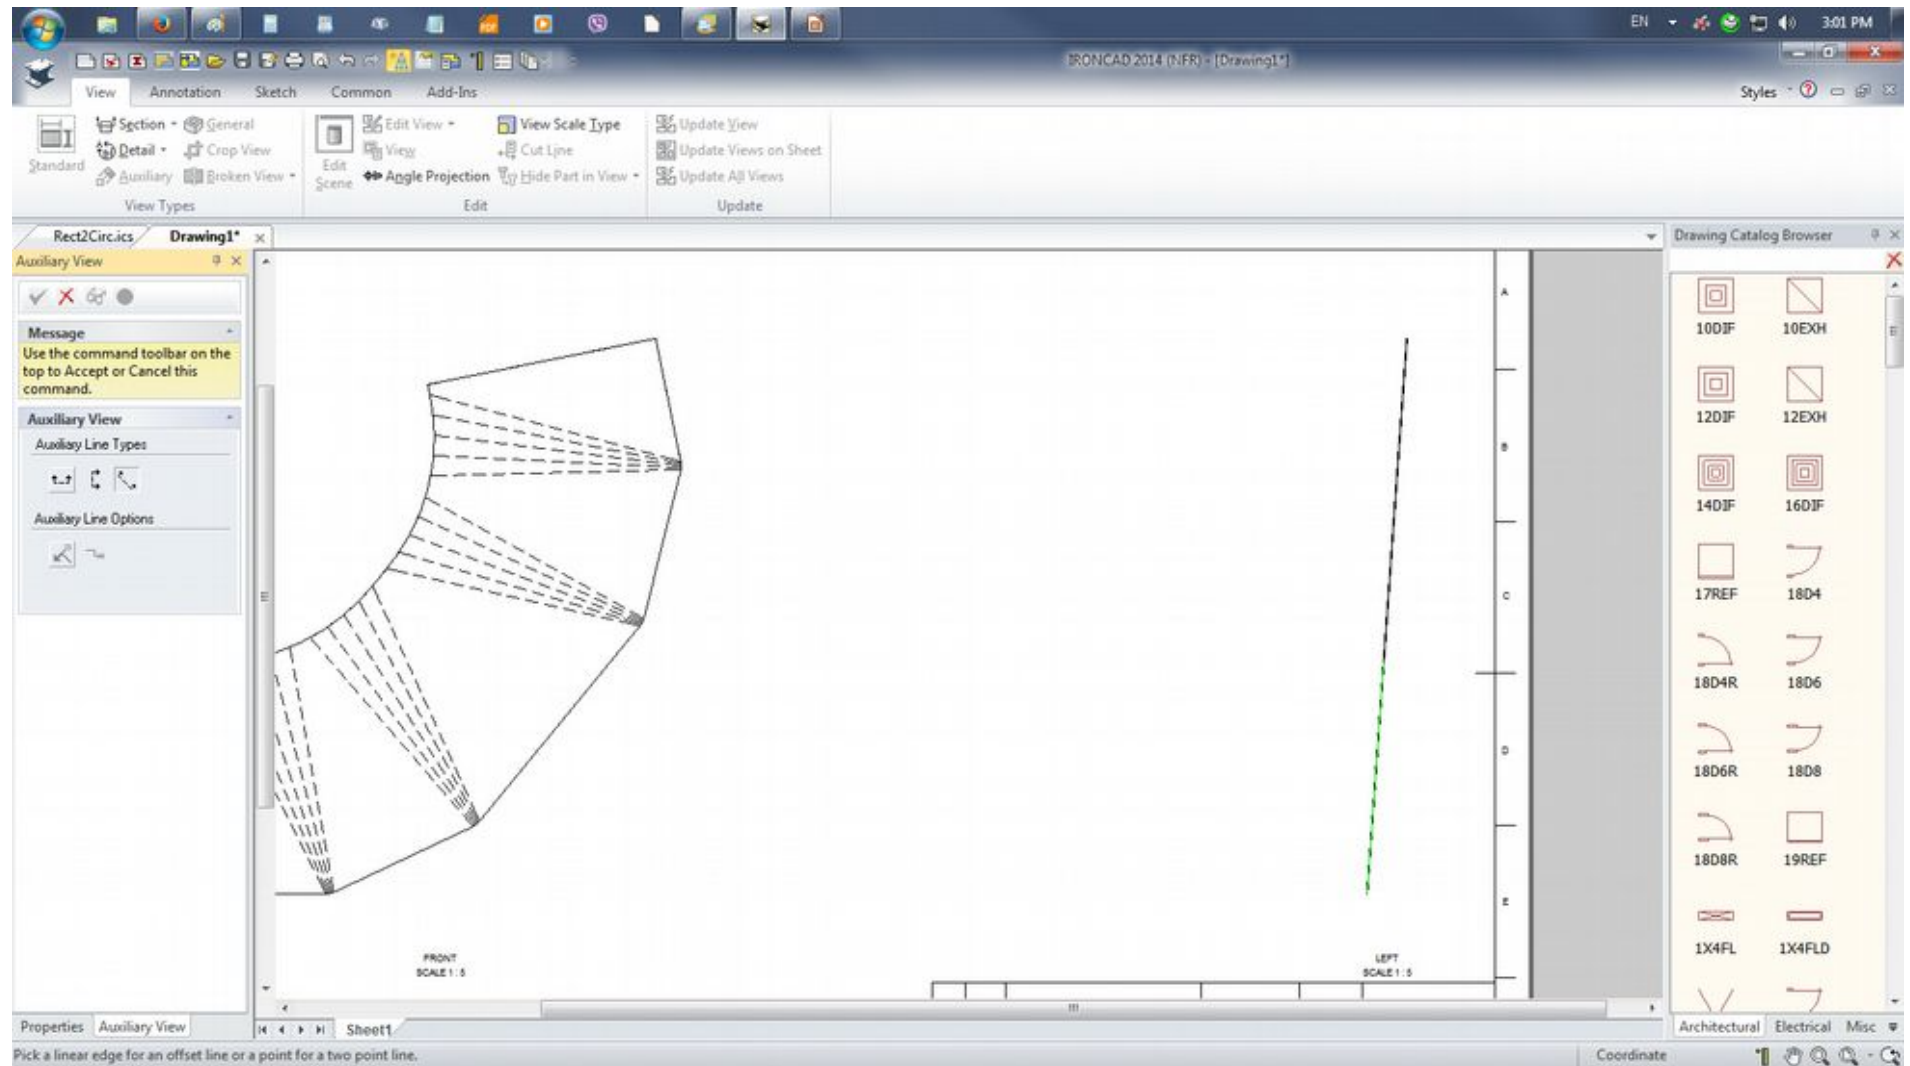 EN 3:01 PM
IRONCAD 2014 (NFR) - [Drawing1*]
View Annotation Sketch Common Add-Ins Styles
Standard
Section General
Detail Crop View
Auxiliary Broken View
View Types
Edit Scene
Edit View
View
Angle Projection
View Scale Type
Cut Line
Hide Part in View
Edit
Update View
Update Views on Sheet
Update All Views
Update
Rect2Circ.ics Drawing1*
Auxiliary View
Message
Use the command toolbar on the
top to Accept or Cancel this
command.
Auxiliary View
Auxiliary Line Types
Auxiliary Line Options
Properties Auxiliary View
A
B
C
D
E
FRONT
SCALE 1 : 5
LEFT
SCALE 1 : 5
Sheet1
Drawing Catalog Browser
10DIF 10EXH
12DIF 12EXH
14DIF 16DIF
17REF 18D4
18D4R 18D6
18D6R 18D8
18D8R 19REF
1X4FL 1X4FLD
Architectural Electrical Misc
Pick a linear edge for an offset line or a point for a two point line.
Coordinate